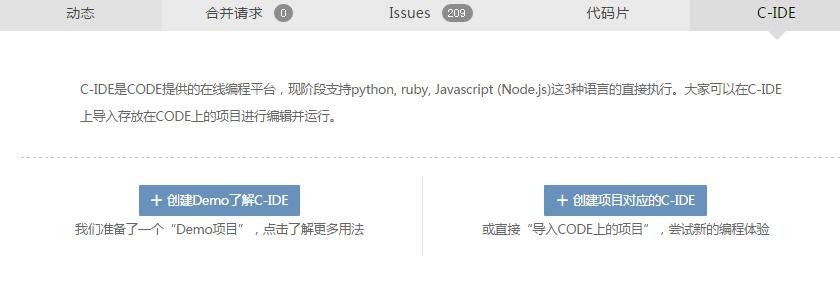 动态 合并请求 0 Issues 209 代码片 C-IDE
C-IDE是CODE提供的在线编程平台，现阶段支持python, ruby, Javascript (Node.js)这3种语言的直接执行。大家可以在C-IDE
上导入存放在CODE上的项目进行编辑并运行。
+ 创建Demo了解C-IDE
我们准备了一个“Demo项目”，点击了解更多用法
+ 创建项目对应的C-IDE
或直接“导入CODE上的项目”，尝试新的编程体验